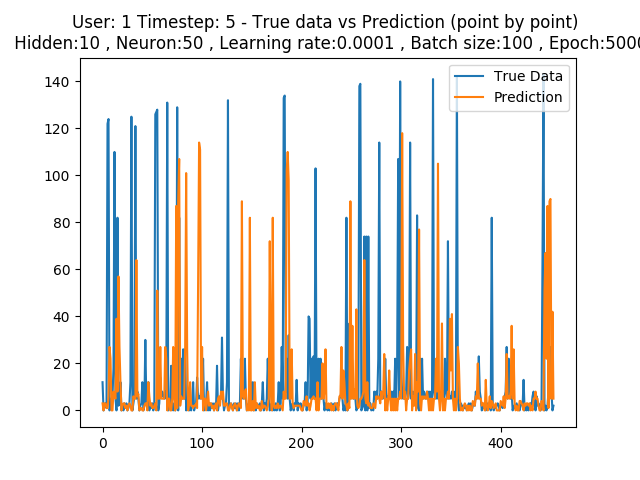 User: 1 Timestep: 5 - True data vs Prediction (point by point)
Hidden:10 , Neuron:50 , Learning rate:0.0001 , Batch size:100 , Epoch:5000
True Data
Prediction
140
120
100
80
60
40
20
0
0 100 200 300 400